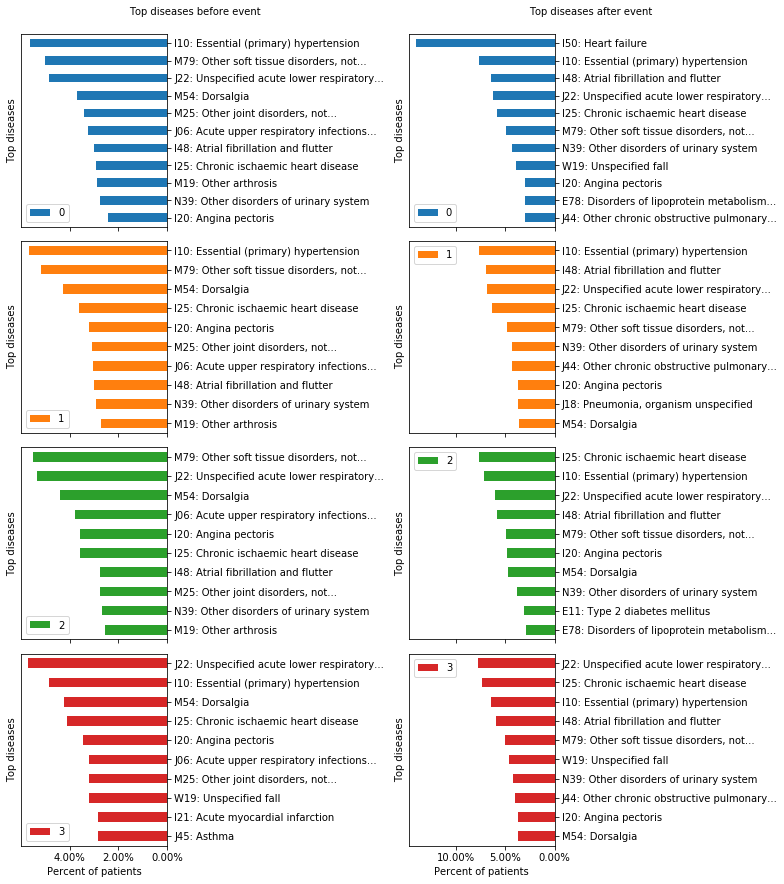 Top diseases before event
Top diseases
I10: Essential (primary) hypertension
M79: Other soft tissue disorders, not...
J22: Unspecified acute lower respiratory...
M54: Dorsalgia
M25: Other joint disorders, not...
J06: Acute upper respiratory infections...
I48: Atrial fibrillation and flutter
I25: Chronic ischaemic heart disease
M19: Other arthrosis
N39: Other disorders of urinary system
I20: Angina pectoris
0
Top diseases after event
Top diseases
I50: Heart failure
I10: Essential (primary) hypertension
I48: Atrial fibrillation and flutter
J22: Unspecified acute lower respiratory...
I25: Chronic ischaemic heart disease
M79: Other soft tissue disorders, not...
N39: Other disorders of urinary system
W19: Unspecified fall
I20: Angina pectoris
E78: Disorders of lipoprotein metabolism...
J44: Other chronic obstructive pulmonary...
0
Top diseases
I10: Essential (primary) hypertension
M79: Other soft tissue disorders, not...
M54: Dorsalgia
I25: Chronic ischaemic heart disease
I20: Angina pectoris
M25: Other joint disorders, not...
J06: Acute upper respiratory infections...
I48: Atrial fibrillation and flutter
N39: Other disorders of urinary system
M19: Other arthrosis
1
Top diseases
1
I10: Essential (primary) hypertension
I48: Atrial fibrillation and flutter
J22: Unspecified acute lower respiratory...
I25: Chronic ischaemic heart disease
M79: Other soft tissue disorders, not...
N39: Other disorders of urinary system
J44: Other chronic obstructive pulmonary...
I20: Angina pectoris
J18: Pneumonia, organism unspecified
M54: Dorsalgia
Top diseases
M79: Other soft tissue disorders, not...
J22: Unspecified acute lower respiratory...
M54: Dorsalgia
J06: Acute upper respiratory infections...
I20: Angina pectoris
I25: Chronic ischaemic heart disease
I48: Atrial fibrillation and flutter
M25: Other joint disorders, not...
N39: Other disorders of urinary system
M19: Other arthrosis
2
Top diseases
2
I25: Chronic ischaemic heart disease
I10: Essential (primary) hypertension
J22: Unspecified acute lower respiratory...
I48: Atrial fibrillation and flutter
M79: Other soft tissue disorders, not...
I20: Angina pectoris
M54: Dorsalgia
N39: Other disorders of urinary system
E11: Type 2 diabetes mellitus
E78: Disorders of lipoprotein metabolism...
Top diseases
J22: Unspecified acute lower respiratory...
I10: Essential (primary) hypertension
M54: Dorsalgia
I25: Chronic ischaemic heart disease
I20: Angina pectoris
J06: Acute upper respiratory infections...
M25: Other joint disorders, not...
W19: Unspecified fall
I21: Acute myocardial infarction
J45: Asthma
3
4.00% 2.00% 0.00%
Percent of patients
Top diseases
3
J22: Unspecified acute lower respiratory...
I25: Chronic ischaemic heart disease
I10: Essential (primary) hypertension
I48: Atrial fibrillation and flutter
M79: Other soft tissue disorders, not...
W19: Unspecified fall
N39: Other disorders of urinary system
J44: Other chronic obstructive pulmonary...
I20: Angina pectoris
M54: Dorsalgia
10.00% 5.00% 0.00%
Percent of patients